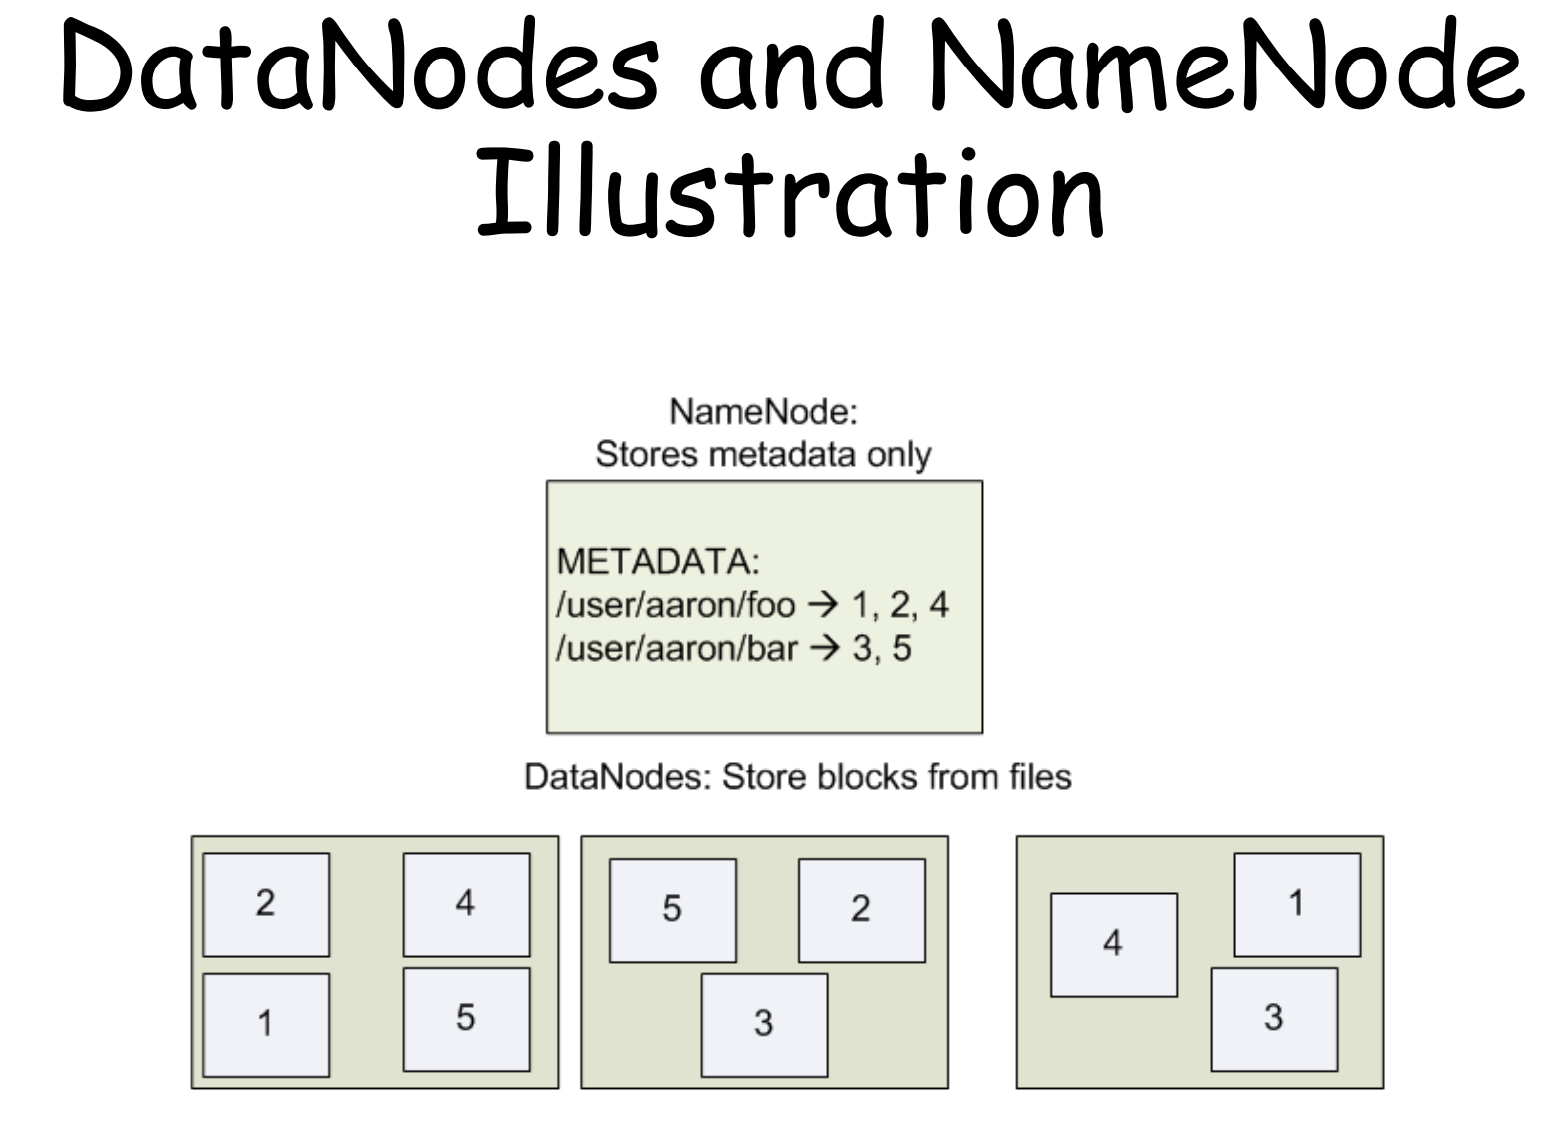 DataNodes and NameNode
Illustration
NameNode:
Stores metadata only
METADATA:
/user/aaron/foo → 1, 2, 4
/user/aaron/bar → 3, 5
DataNodes: Store blocks from files
2
4
1
5
5
2
3
4
1
3